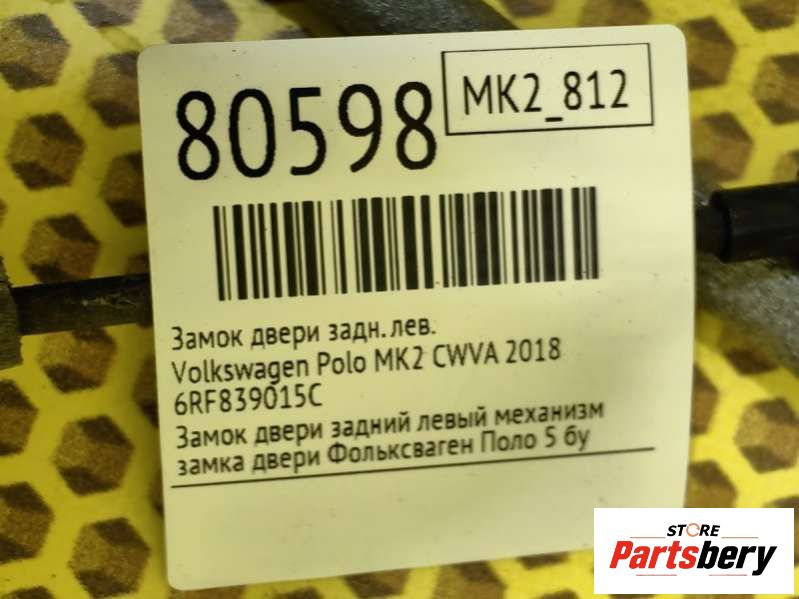 80598
MK2_812
Замок двери задн.лев.
Volkswagen Polo MK2 CWVA 2018
6RF839015C
Замок двери задний левый механизм
замка двери Фольксваген Поло 5 бу
STORE
Partsbery